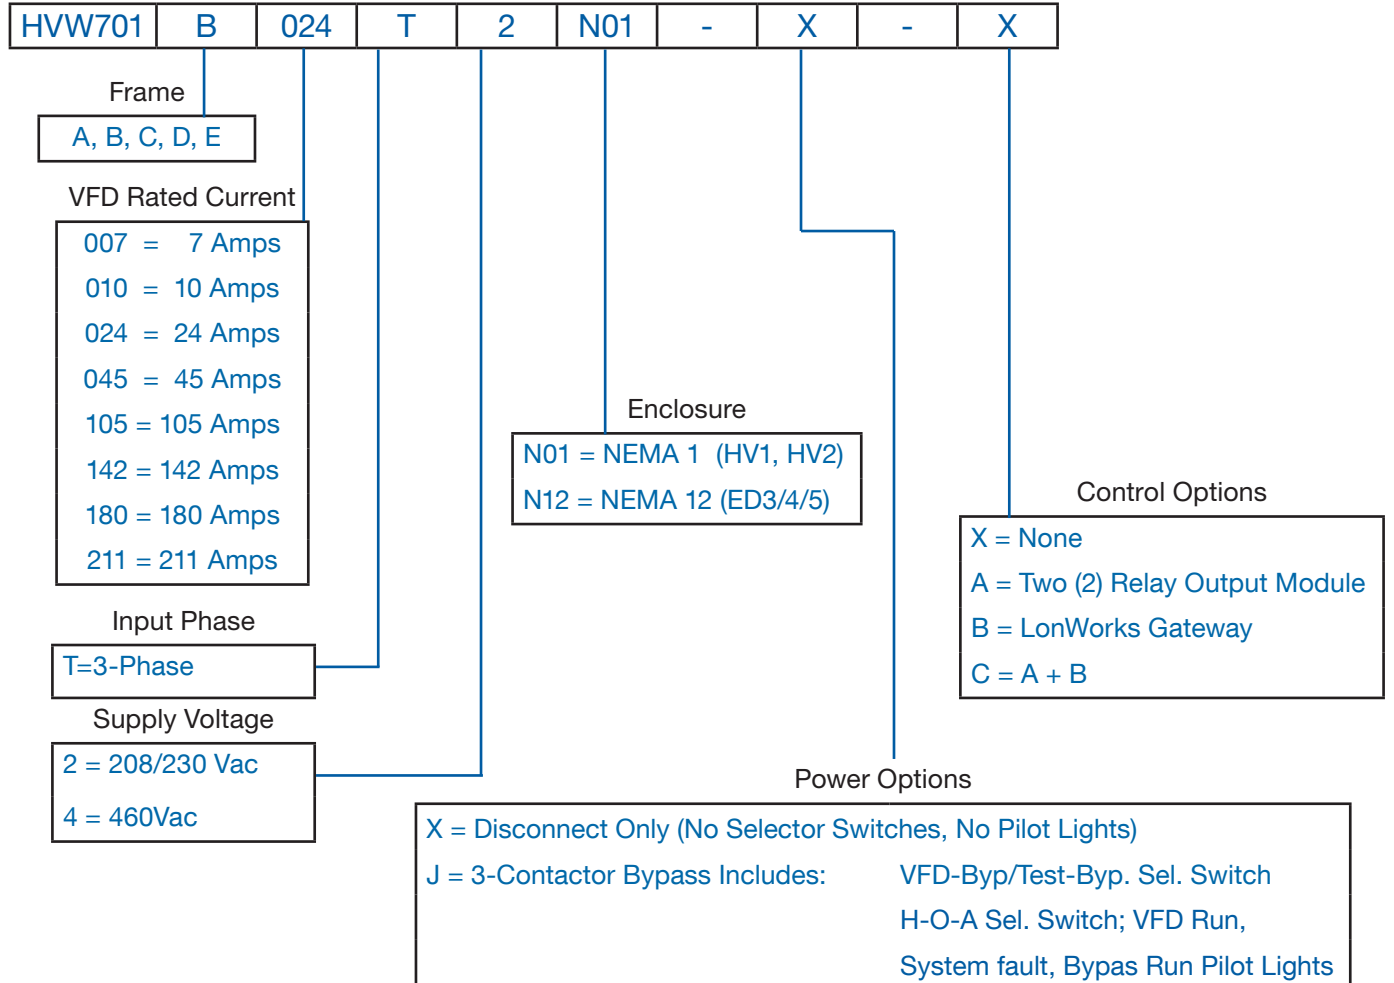 HVW701 B 024 T 2 N01 - X - X
Frame
A, B, C, D, E
VFD Rated Current
007 = 7 Amps
010 = 10 Amps
024 = 24 Amps
045 = 45 Amps
105 = 105 Amps
142 = 142 Amps
180 = 180 Amps
211 = 211 Amps
Input Phase
T=3-Phase
Supply Voltage
2 = 208/230 Vac
4 = 460Vac
Enclosure
N01 = NEMA 1 (HV1, HV2)
N12 = NEMA 12 (ED3/4/5)
Control Options
X = None
A = Two (2) Relay Output Module
B = LonWorks Gateway
C = A + B
Power Options
X = Disconnect Only (No Selector Switches, No Pilot Lights)
J = 3-Contactor Bypass Includes: VFD-Byp/Test-Byp. Sel. Switch
H-O-A Sel. Switch; VFD Run,
System fault, Bypas Run Pilot Lights